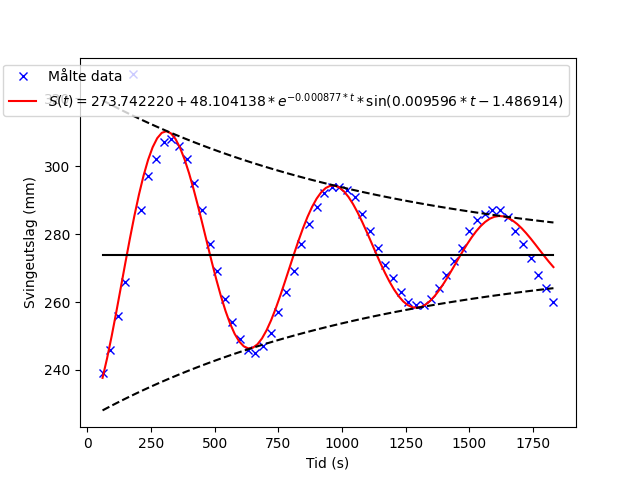 Målte data
S(t) = 273.742220 + 48.104138 * e^{-0.000877 * t} * sin(0.009596 * t - 1.486914)
300
280
260
240
Svingeutslag (mm)
0 250 500 750 1000 1250 1500 1750
Tid (s)